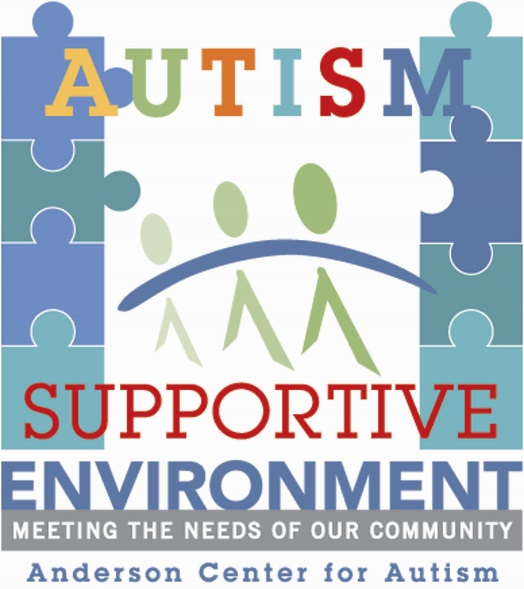 AUTISM
SUPPORTIVE
ENVIRONMENT
MEETING THE NEEDS OF OUR COMMUNITY
Anderson Center for Autism